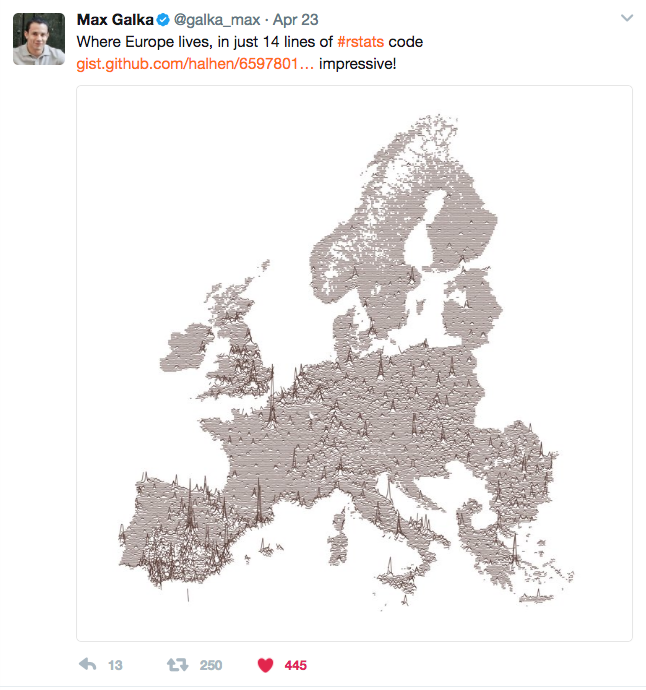 Max Galka @galka_max · Apr 23
Where Europe lives, in just 14 lines of #rstats code
gist.github.com/halhen/6597801… impressive!
13 250 445